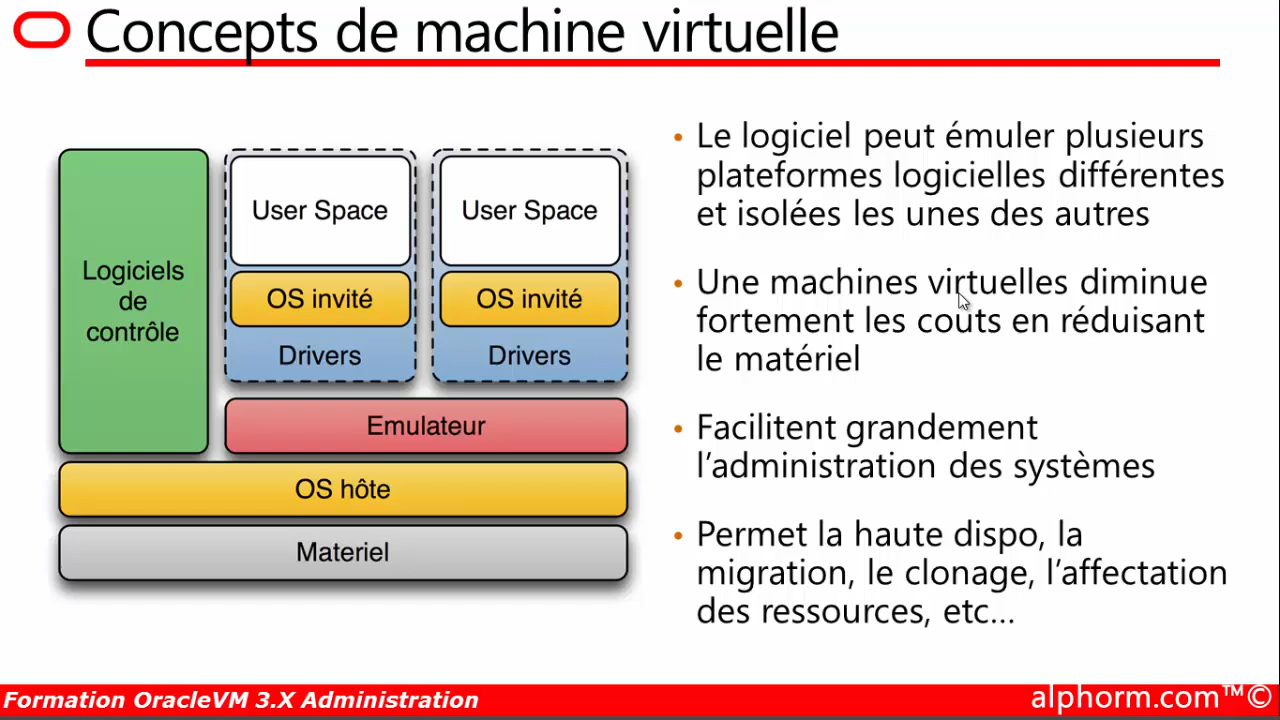 Concepts de machine virtuelle
Logiciels
de
contrôle
User Space
User Space
OS invité
OS invité
Drivers
Drivers
Emulateur
OS hôte
Materiel
• Le logiciel peut émuler plusieurs
plateformes logicielles différentes
et isolées les unes des autres
• Une machines virtuelles diminue
fortement les couts en réduisant
le matériel
• Facilitent grandement
l’administration des systèmes
• Permet la haute dispo, la
migration, le clonage, l’affectation
des ressources, etc…
Formation OracleVM 3.X Administration
alphorm.com™©